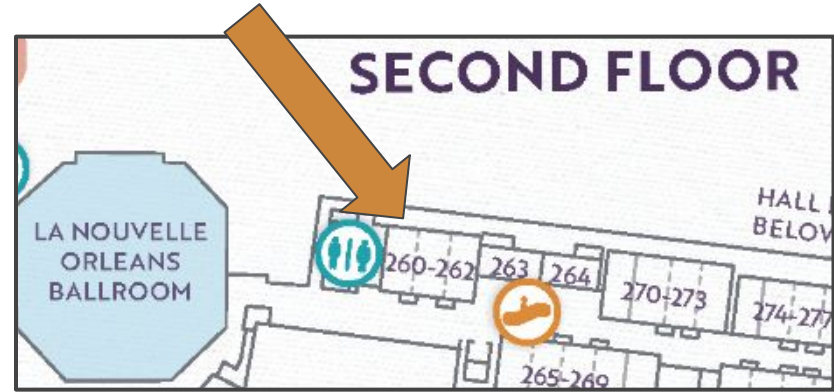 SECOND FLOOR
LA NOUVELLE
ORLEANS
BALLROOM
HALL
BELOW
260-262
263
264
270-273
274-277
265-269